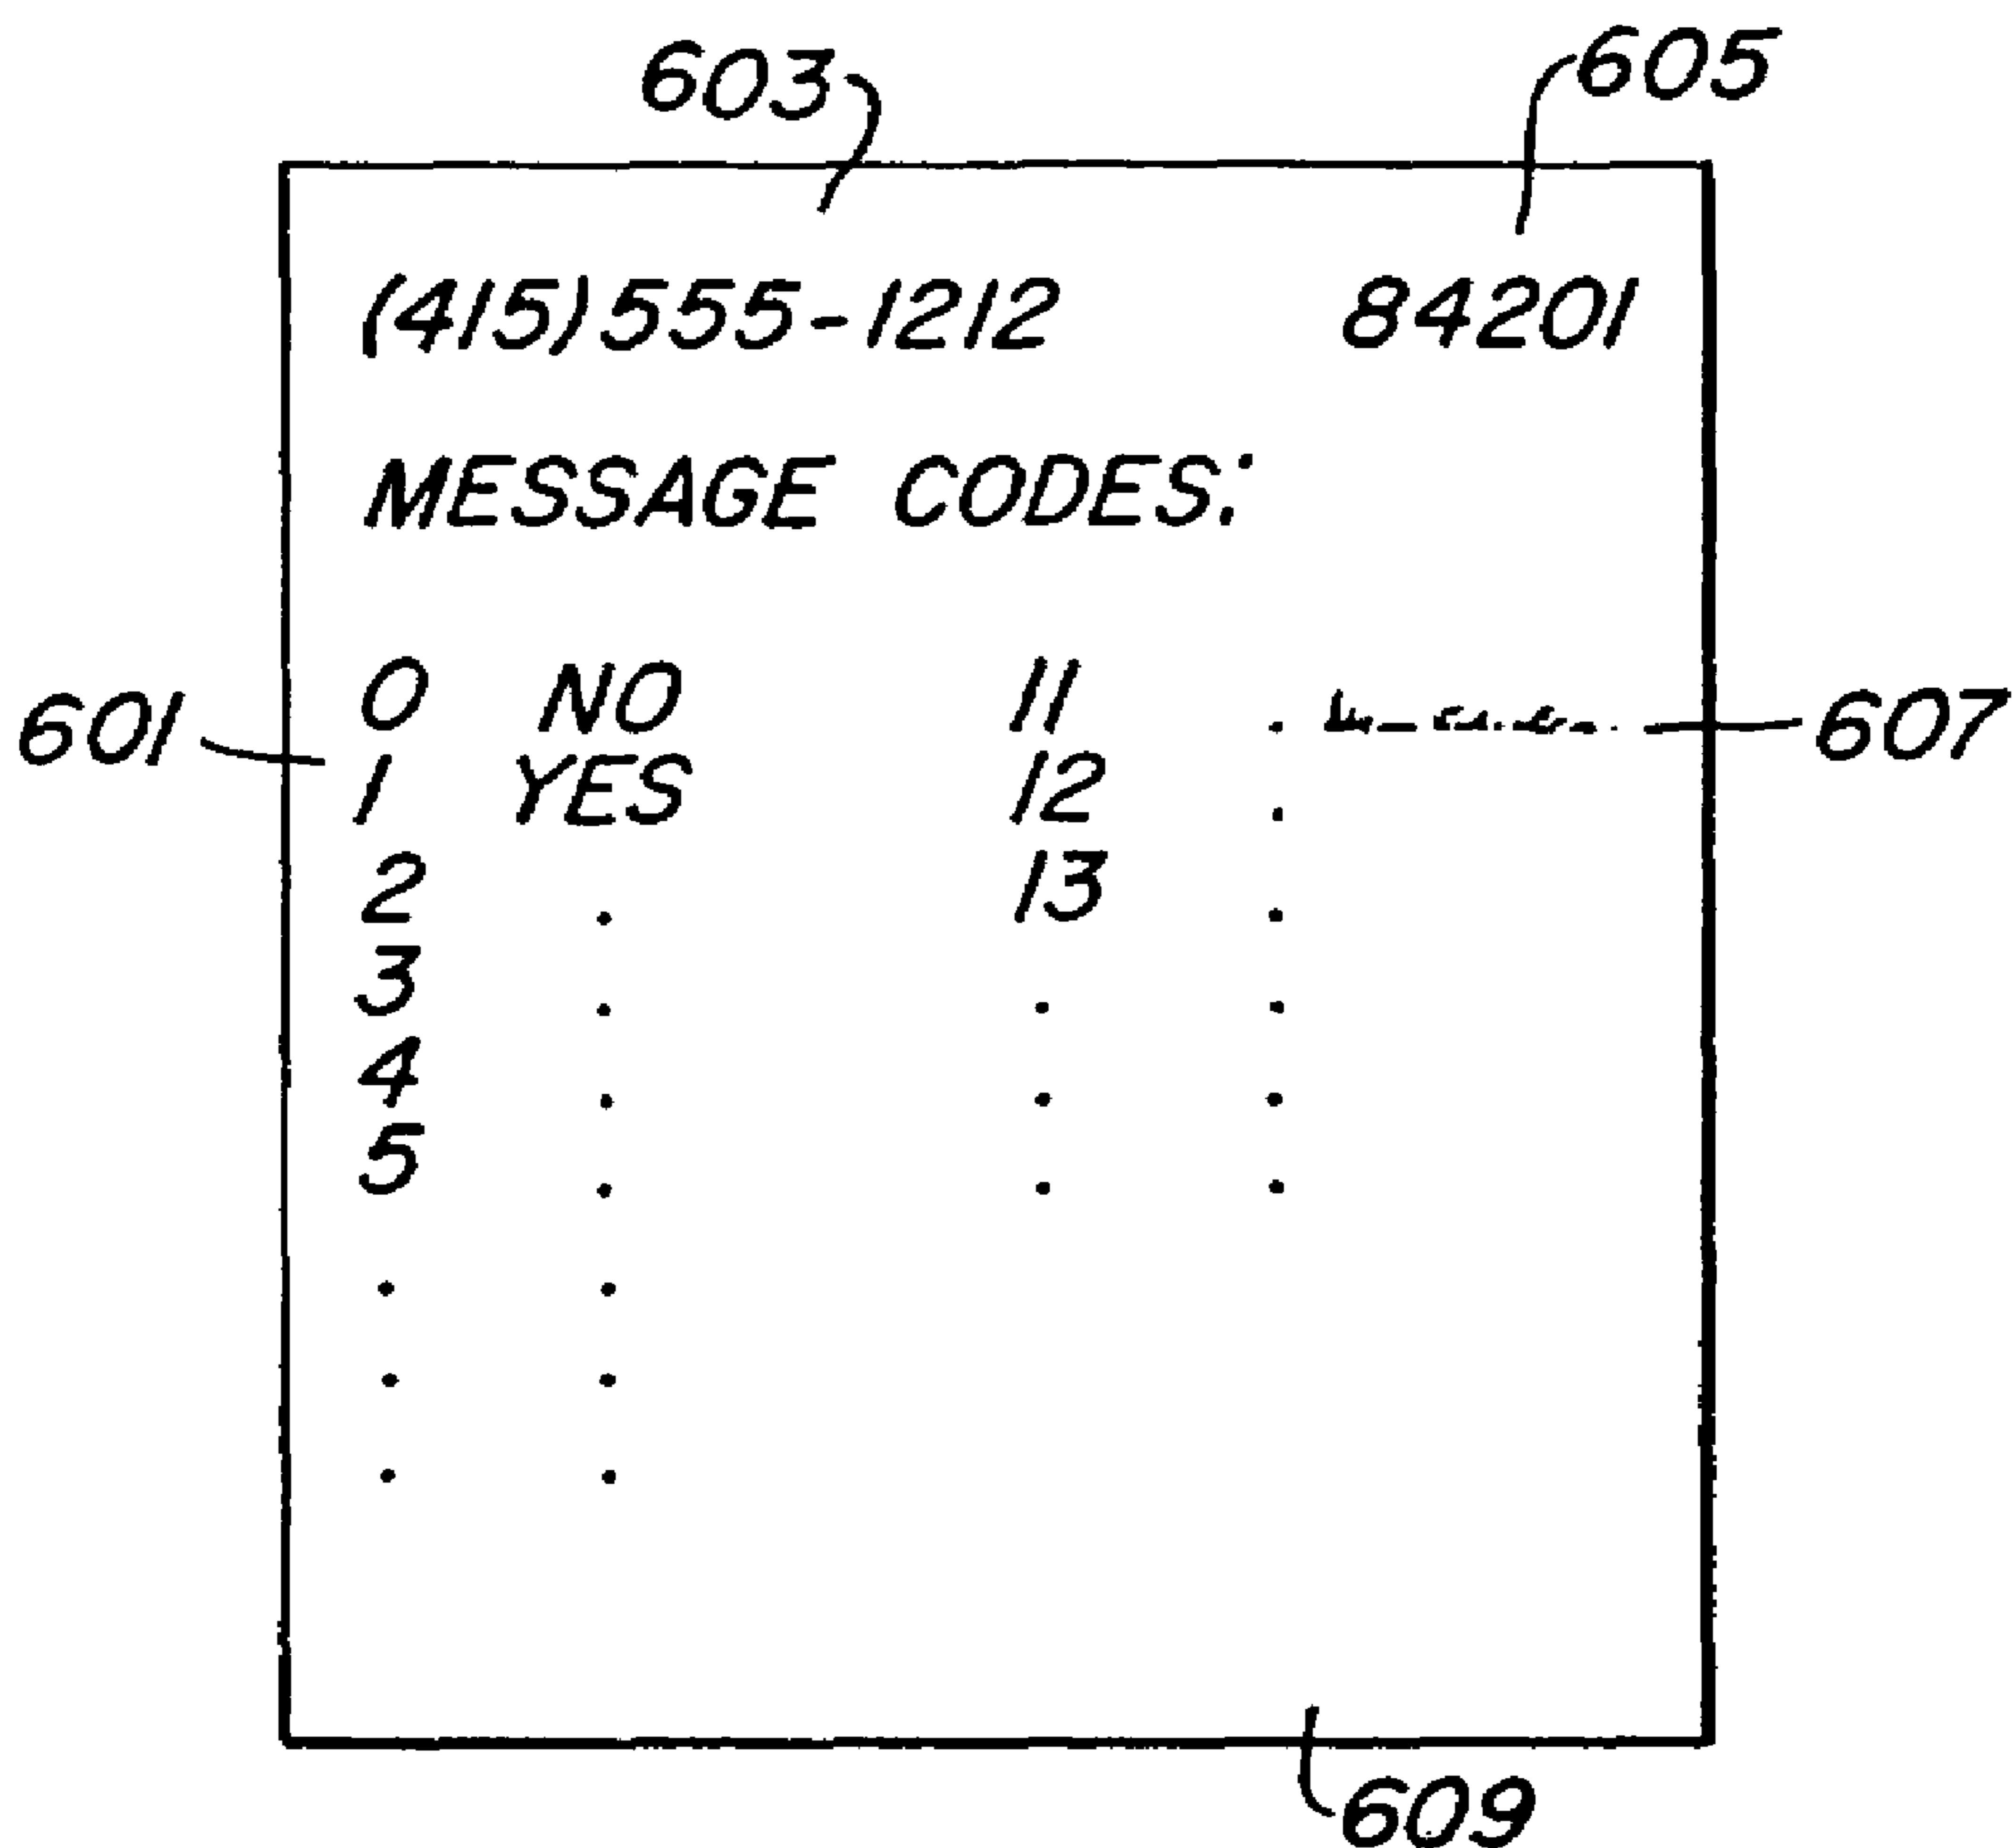 603 605
(415)555-1212 84201
MESSAGE CODES:
0 NO 11 .
601 607
1 YES 12 .
2 . 13 .
3 . . .
4 . . .
5 . . .
. .
. .
. .
609